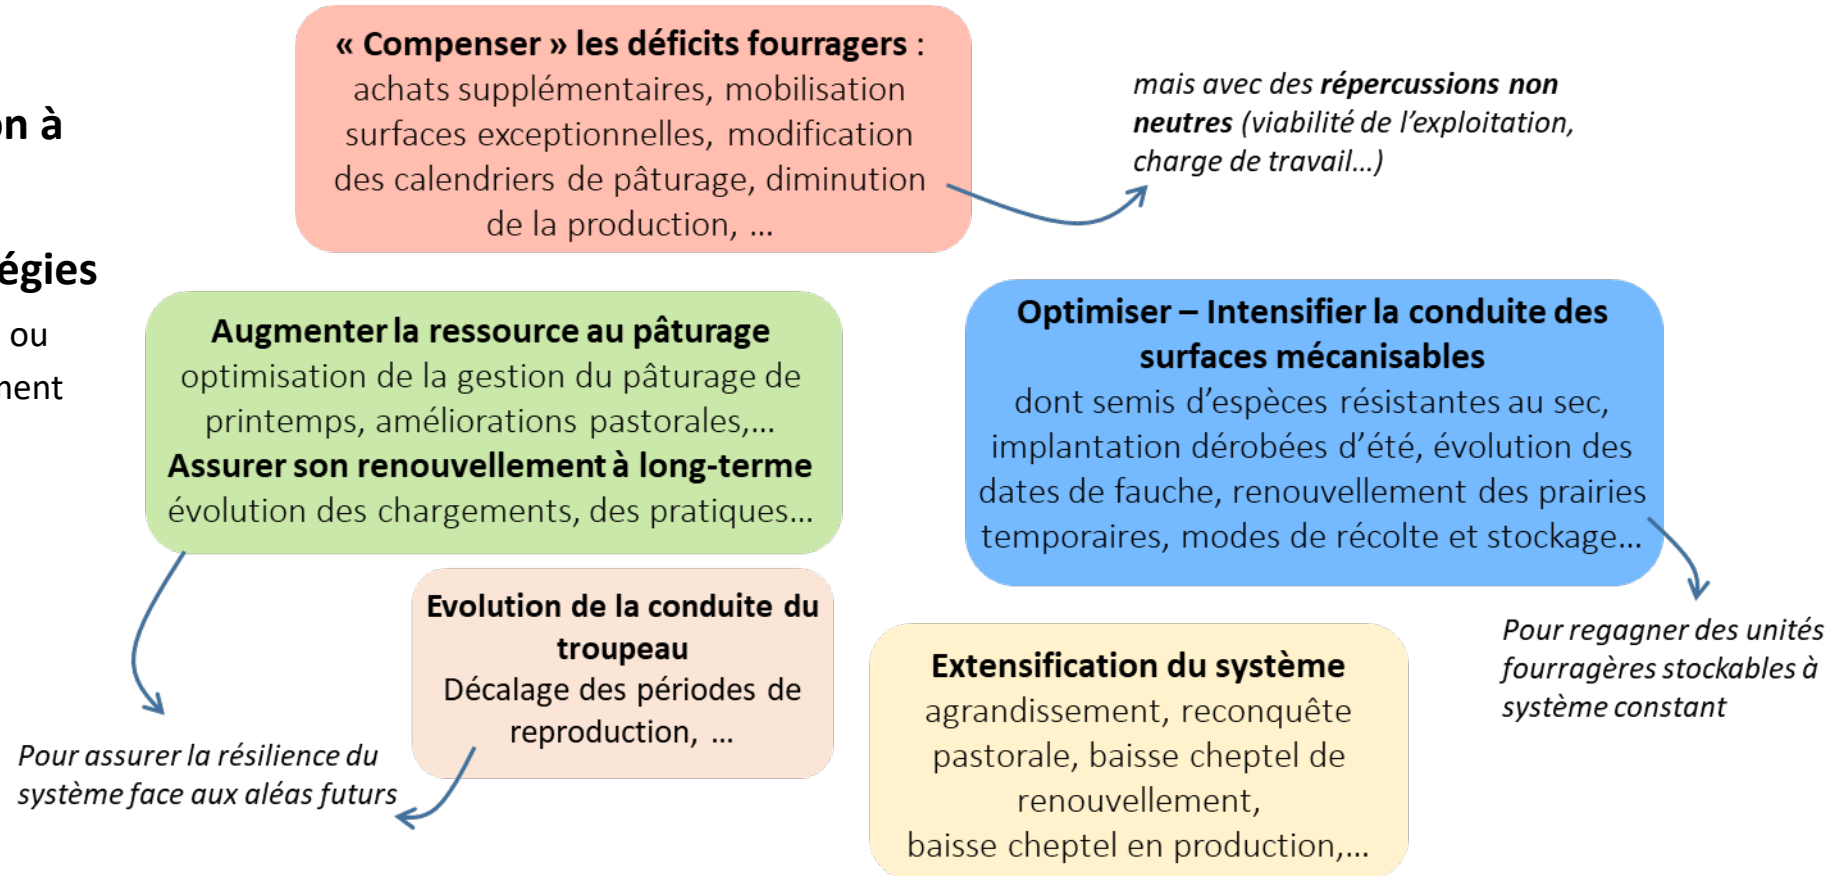 « Compenser » les déficits fourragers :
achats supplémentaires, mobilisation
surfaces exceptionnelles, modification
des calendriers de pâturage, diminution
de la production, ...
mais avec des répercussions non
neutres (viabilité de l'exploitation,
charge de travail...)
on à
égies
ou
ment
Augmenter la ressource au pâturage
optimisation de la gestion du pâturage de
printemps, améliorations pastorales,...
Assurer son renouvellement à long-terme
évolution des chargements, des pratiques...
Optimiser – Intensifier la conduite des
surfaces mécanisables
dont semis d'espèces résistantes au sec,
implantation dérobées d'été, évolution des
dates de fauche, renouvellement des prairies
temporaires, modes de récolte et stockage...
Evolution de la conduite du
troupeau
Décalage des périodes de
reproduction, ...
Extensification du système
agrandissement, reconquête
pastorale, baisse cheptel de
renouvellement,
baisse cheptel en production,...
Pour regagner des unités
fourragères stockables à
système constant
Pour assurer la résilience du
système face aux aléas futurs